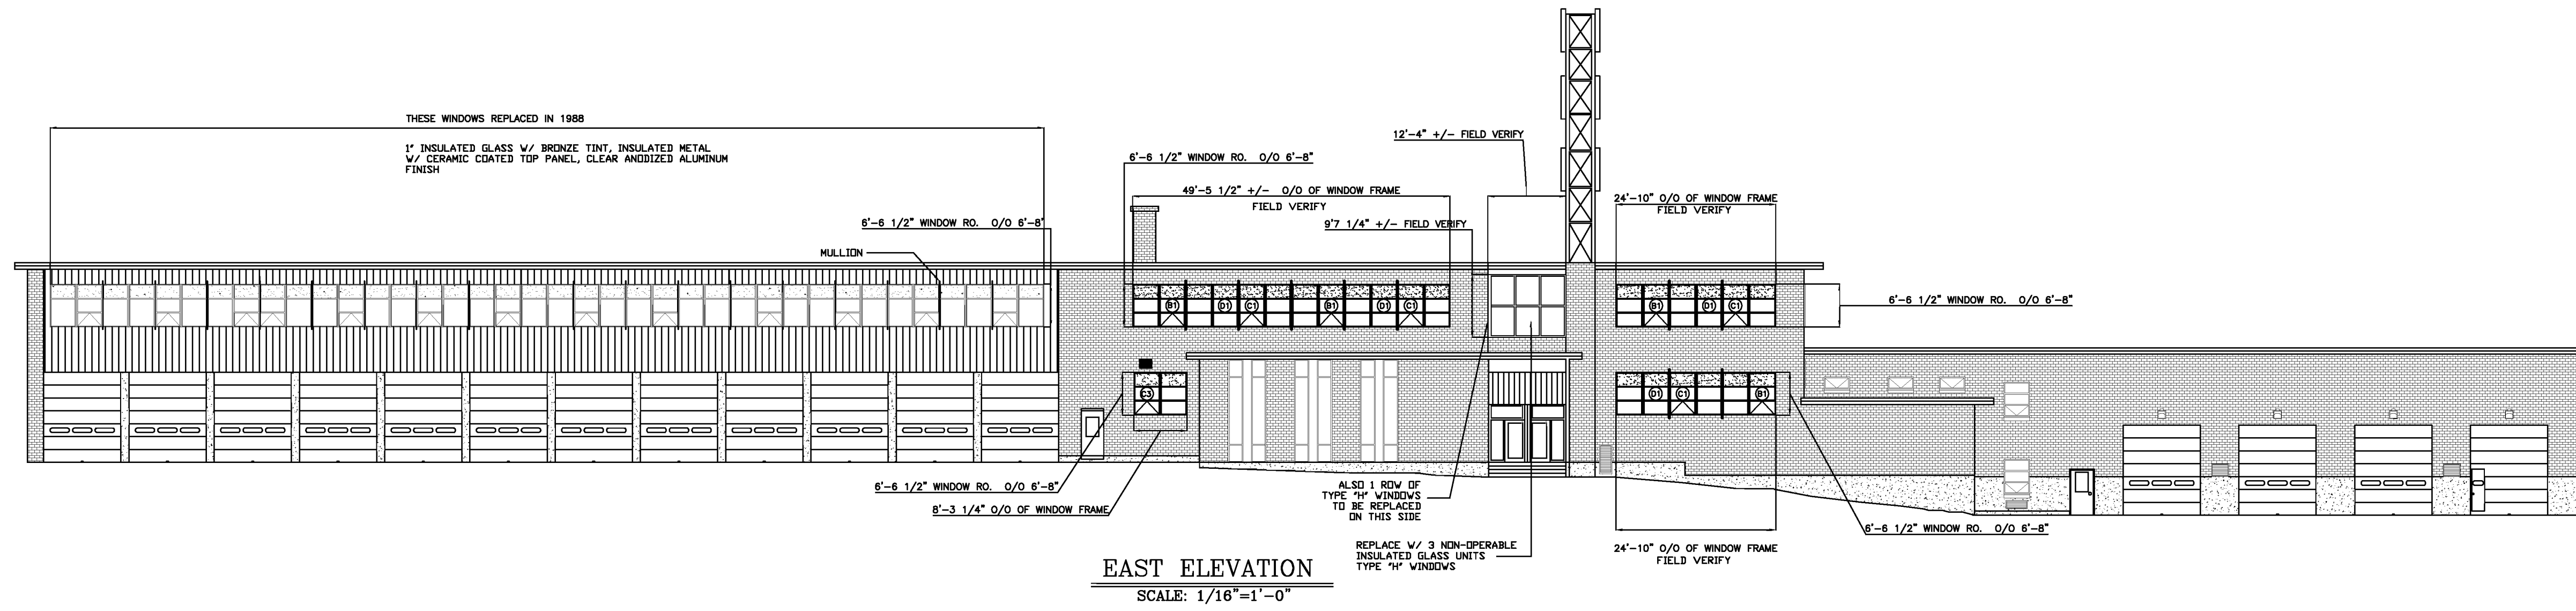 THESE WINDOWS REPLACED IN 1988
1" INSULATED GLASS W/ BRONZE TINT, INSULATED METAL
W/ CERAMIC COATED TOP PANEL, CLEAR ANODIZED ALUMINUM
FINISH
12'-4" +/- FIELD VERIFY
6'-6 1/2" WINDOW RO. O/O 6'-8"
49'-5 1/2" +/- O/O OF WINDOW FRAME
FIELD VERIFY
24'-10" O/O OF WINDOW FRAME
FIELD VERIFY
6'-6 1/2" WINDOW RO. O/O 6'-8"
9'7 1/4" +/- FIELD VERIFY
MULLION
6'-6 1/2" WINDOW RO. O/O 6'-8"
B1 D1 C1 B1 D1 C1 B1 D1 C1
C3 D1 C1 B1
6'-6 1/2" WINDOW RO. O/O 6'-8"
8'-3 1/4" O/O OF WINDOW FRAME
ALSO 1 ROW OF
TYPE "H" WINDOWS
TO BE REPLACED
ON THIS SIDE
6'-6 1/2" WINDOW RO. O/O 6'-8"
REPLACE W/ 3 NON-OPERABLE
INSULATED GLASS UNITS
TYPE "H" WINDOWS
24'-10" O/O OF WINDOW FRAME
FIELD VERIFY
EAST ELEVATION
SCALE: 1/16"=1'-0"